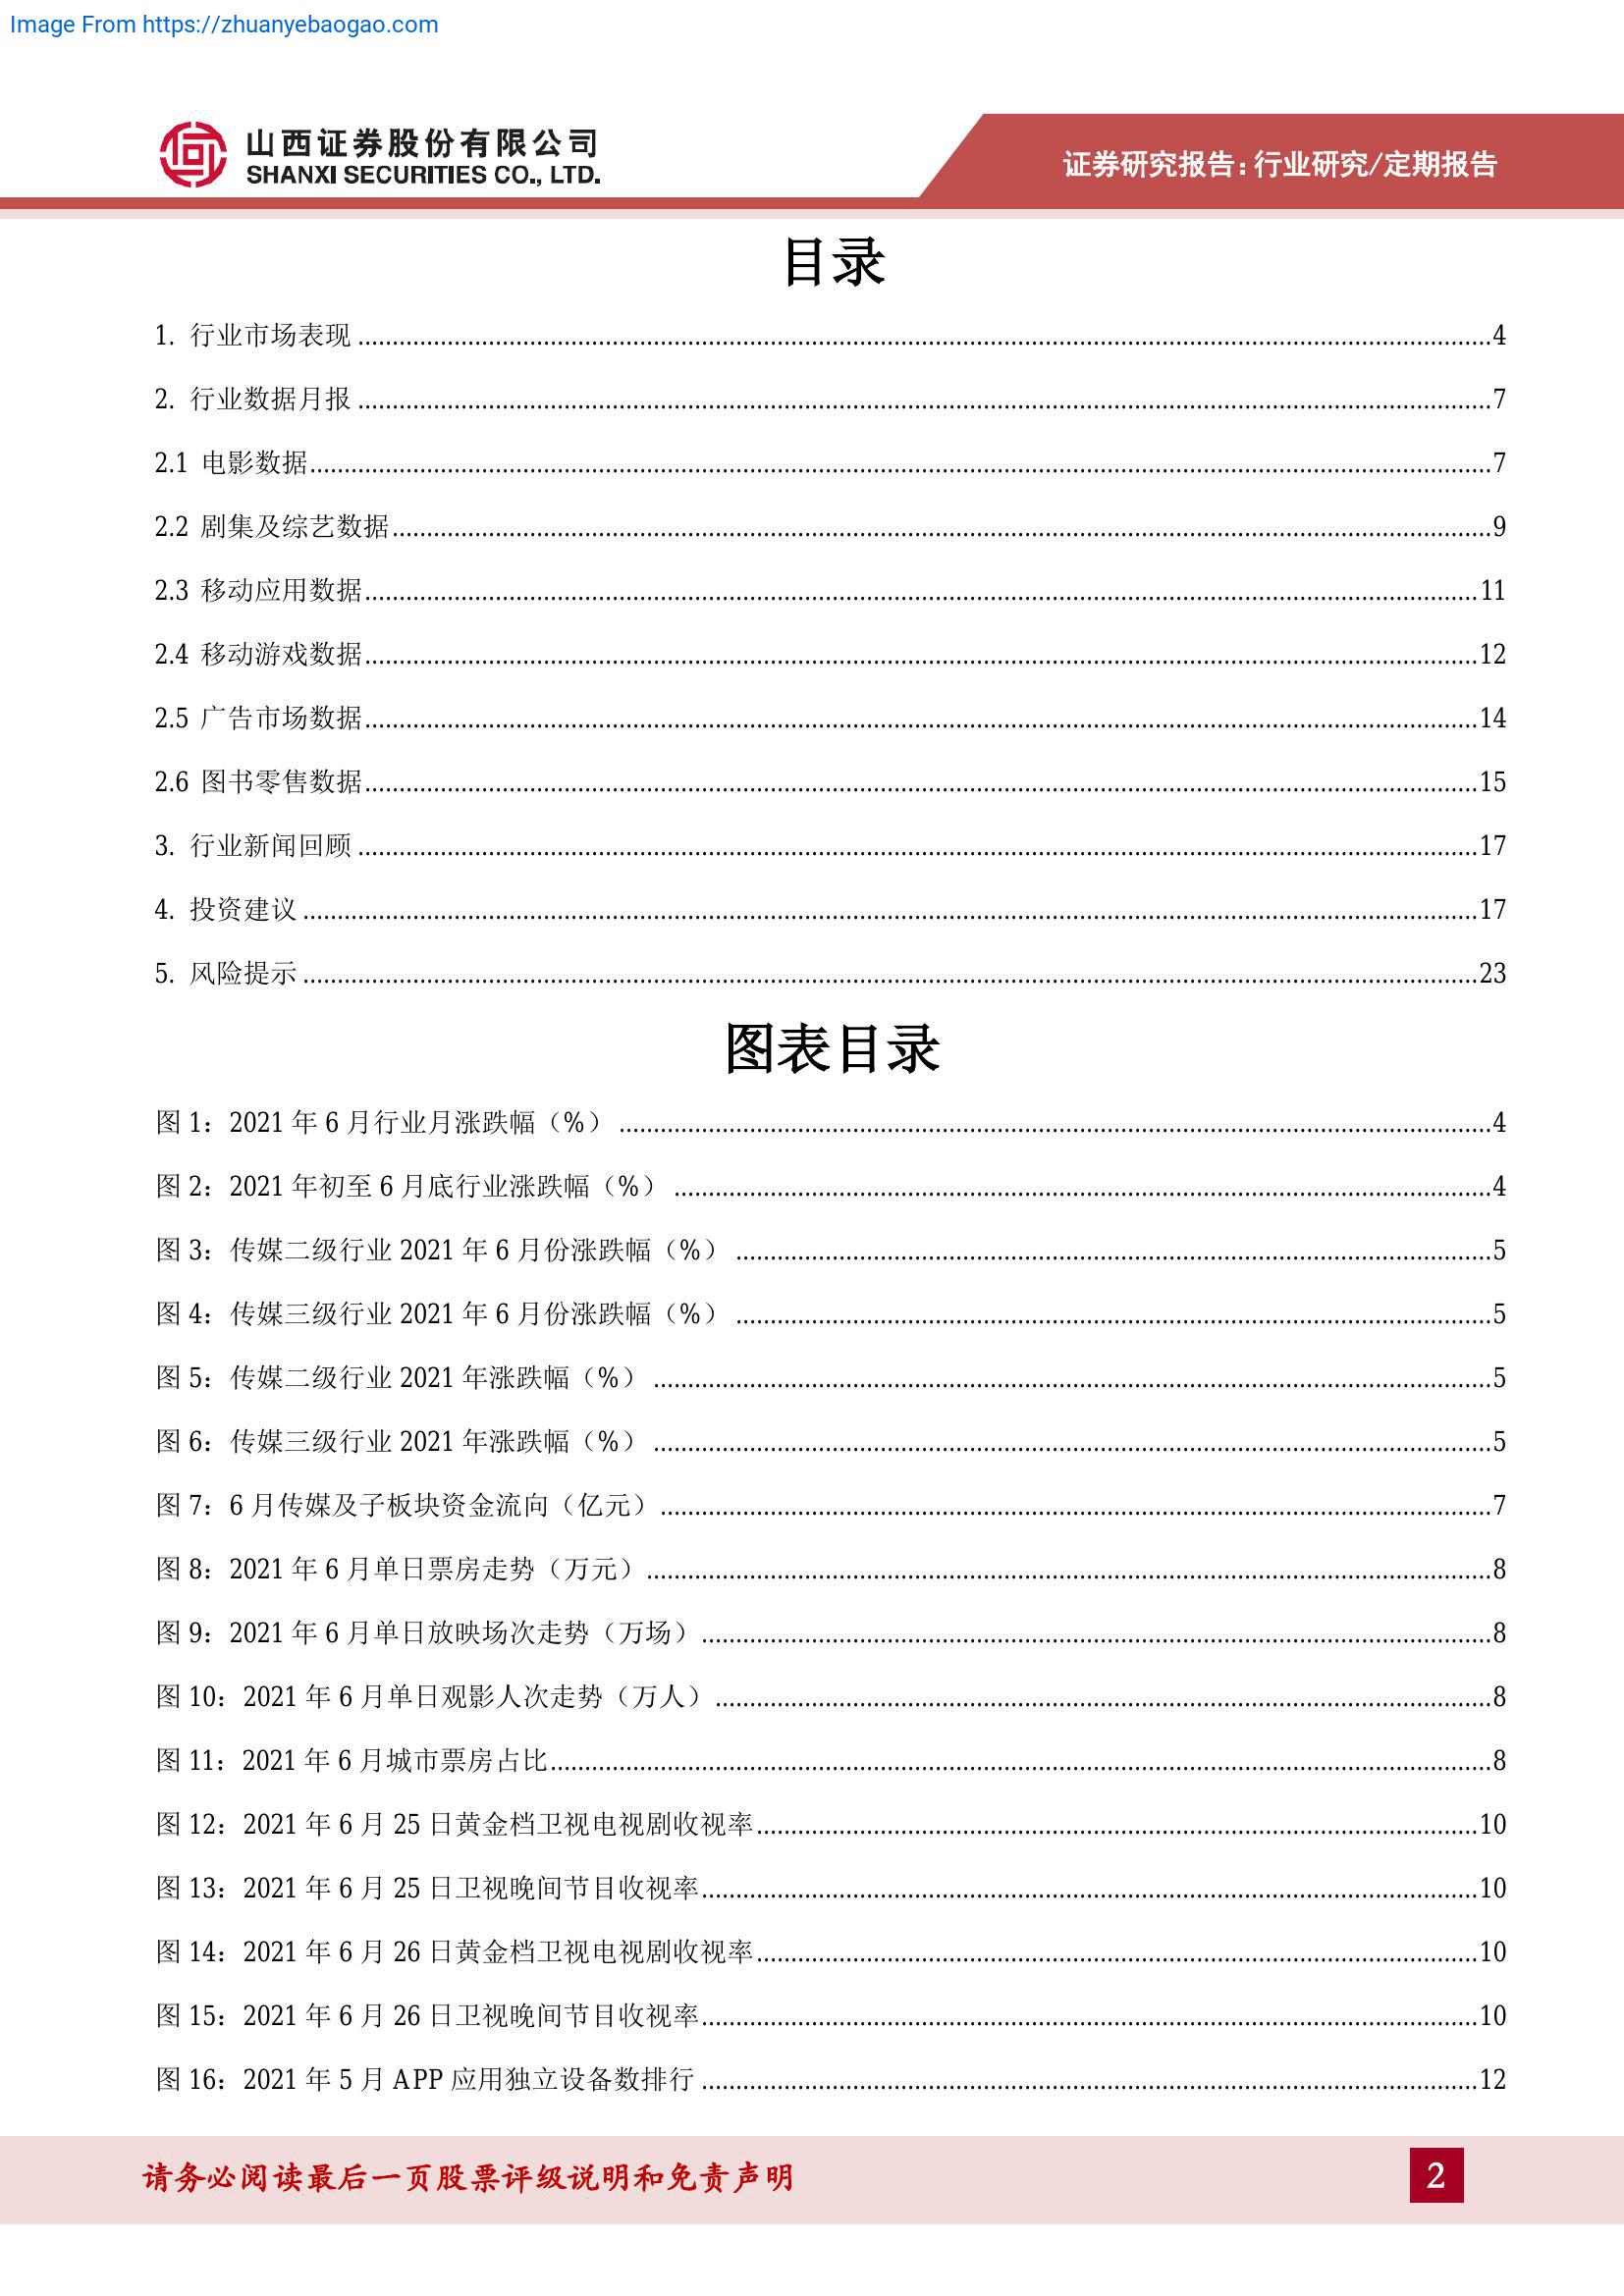 Image From https://zhuanyebaogao.com
山西证券股份有限公司
SHANXI SECURITIES CO., LTD.
证券研究报告：行业研究/定期报告
目录
1. 行业市场表现 4
2. 行业数据月报 7
2.1 电影数据 7
2.2 剧集及综艺数据 9
2.3 移动应用数据 11
2.4 移动游戏数据 12
2.5 广告市场数据 14
2.6 图书零售数据 15
3. 行业新闻回顾 17
4. 投资建议 17
5. 风险提示 23
图表目录
图 1：2021 年 6 月行业月涨跌幅（%） 4
图 2：2021 年初至 6 月底行业涨跌幅（%） 4
图 3：传媒二级行业 2021 年 6 月份涨跌幅（%） 5
图 4：传媒三级行业 2021 年 6 月份涨跌幅（%） 5
图 5：传媒二级行业 2021 年涨跌幅（%） 5
图 6：传媒三级行业 2021 年涨跌幅（%） 5
图 7：6 月传媒及子板块资金流向（亿元） 7
图 8：2021 年 6 月单日票房走势（万元） 8
图 9：2021 年 6 月单日放映场次走势（万场） 8
图 10：2021 年 6 月单日观影人次走势（万人） 8
图 11：2021 年 6 月城市票房占比 8
图 12：2021 年 6 月 25 日黄金档卫视电视剧收视率 10
图 13：2021 年 6 月 25 日卫视晚间节目收视率 10
图 14：2021 年 6 月 26 日黄金档卫视电视剧收视率 10
图 15：2021 年 6 月 26 日卫视晚间节目收视率 10
图 16：2021 年 5 月 APP 应用独立设备数排行 12
请务必阅读最后一页股票评级说明和免责声明
2